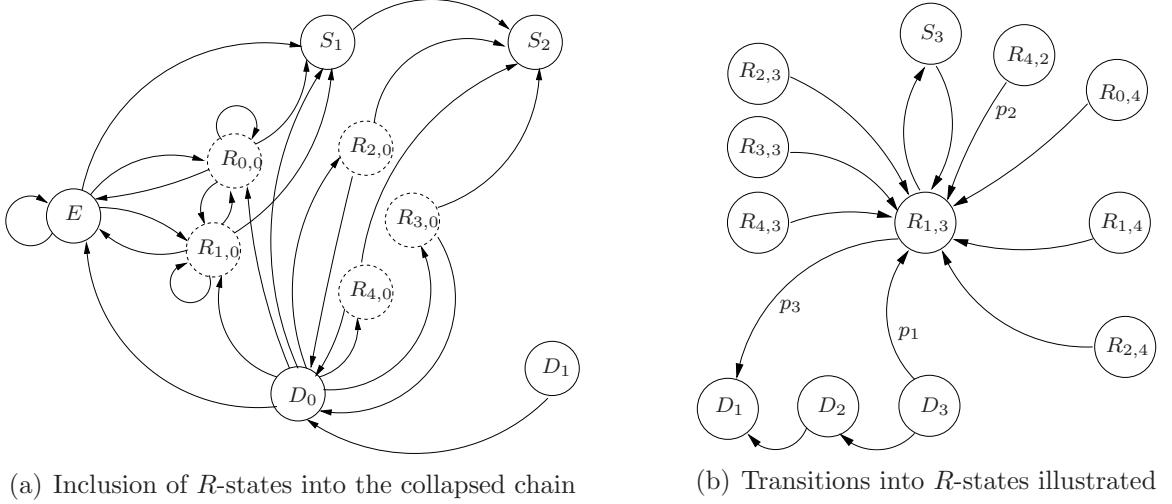 S1
S2
R0,0
R2,0
E
R1,0
R3,0
R4,0
D0
D1
(a) Inclusion of R-states into the collapsed chain
S3
R4,2
R2,3
R0,4
p2
R3,3
R4,3
R1,3
R1,4
p3
p1
R2,4
D1
D2
D3
(b) Transitions into R-states illustrated